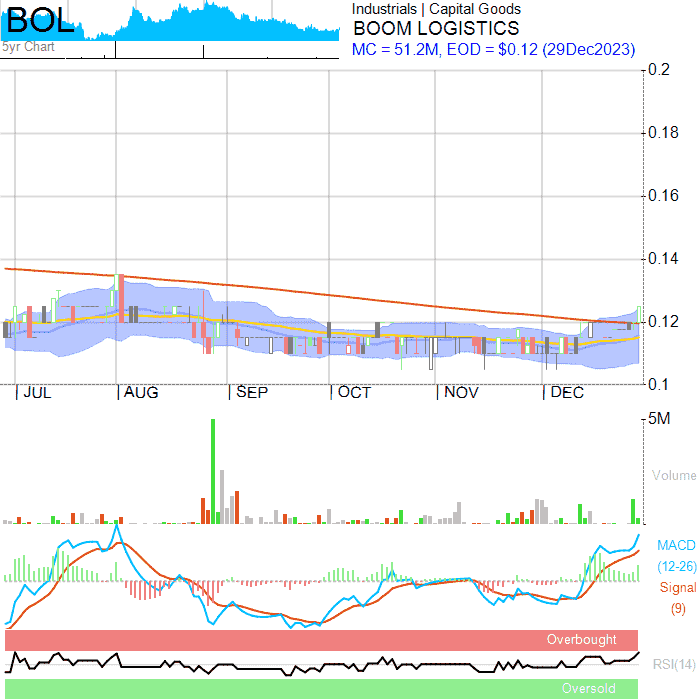 BOL
5yr Chart
Industrials | Capital Goods
BOOM LOGISTICS
MC = 51.2M, EOD = $0.12 (29Dec2023)
0.2
0.18
0.16
0.14
0.12
0.1
JUL AUG SEP OCT NOV DEC
5M
Volume
MACD
(12-26)
Signal
(9)
Overbought
RSI(14)
Oversold